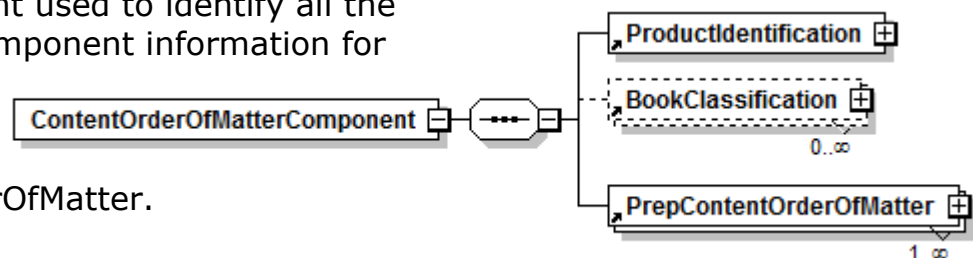 nt used to identify all the
mponent information for
rOfMatter.
ContentOrderOfMatterComponent
ProductIdentification
BookClassification
0..∞
PrepContentOrderOfMatter
1..∞